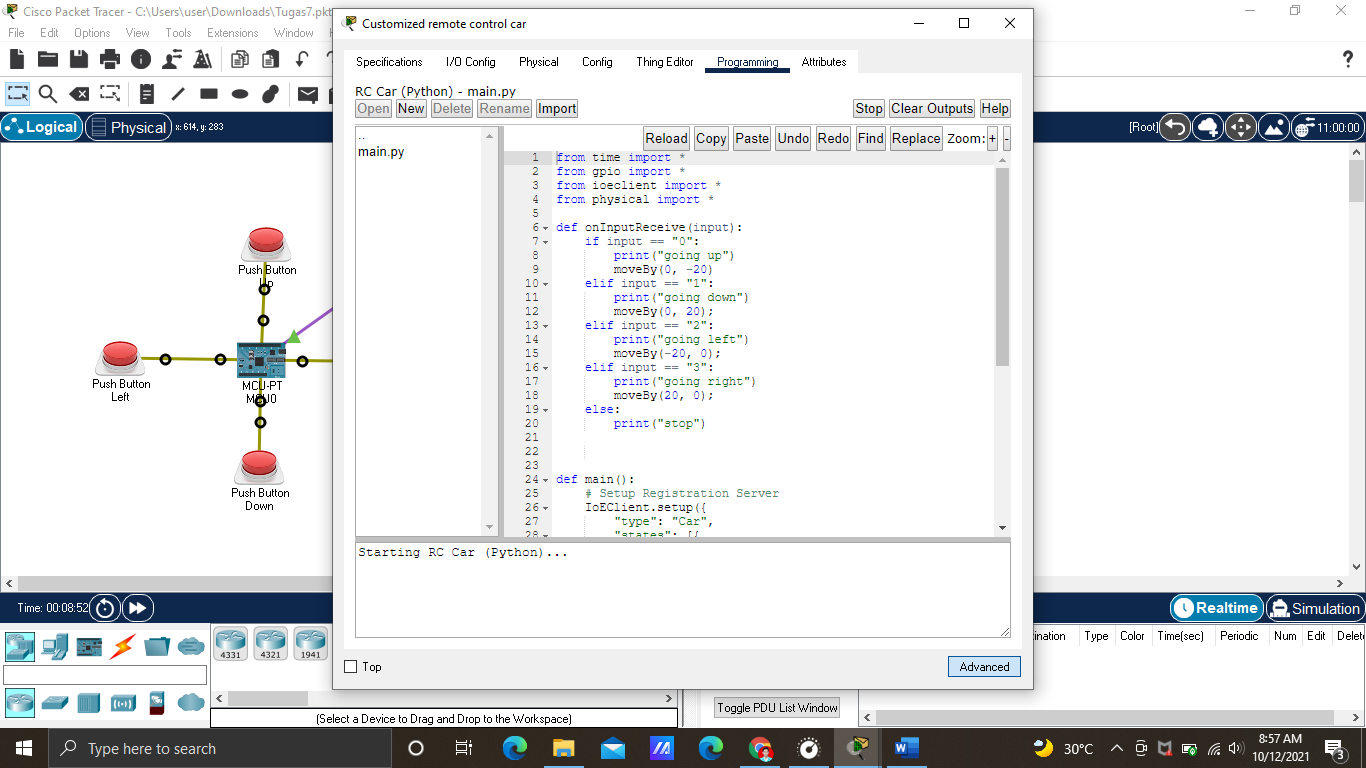 Cisco Packet Tracer - C:\Users\user\Downloads\Tugas7.pkt
File Edit Options View Tools Extensions Window
Logical Physical x: 614, y: 283
[Root] 11:00:00
Push Button
Up
Push Button
Left
MCU-PT
MCU0
Push Button
Down
Customized remote control car
Specifications I/O Config Physical Config Thing Editor Programming Attributes
RC Car (Python) - main.py
Open New Delete Rename Import Stop Clear Outputs Help
..
main.py
Reload Copy Paste Undo Redo Find Replace Zoom: + -
1 from time import *
2 from gpio import *
3 from ioeclient import *
4 from physical import *
5
6 def onInputReceive(input):
7 if input == "0":
8 print("going up")
9 moveBy(0, -20)
10 elif input == "1":
11 print("going down")
12 moveBy(0, 20);
13 elif input == "2":
14 print("going left")
15 moveBy(-20, 0);
16 elif input == "3":
17 print("going right")
18 moveBy(20, 0);
19 else:
20 print("stop")
21
22
23
24 def main():
25 # Setup Registration Server
26 IoEClient.setup({
27 "type": "Car",
28 "states": [{
Starting RC Car (Python)...
Top Advanced
Time: 00:08:52 Realtime Simulation
4331 4321 1941
(Select a Device to Drag and Drop to the Workspace)
Toggle PDU List Window
ination Type Color Time(sec) Periodic Num Edit Delet
Type here to search
30°C
8:57 AM
10/12/2021
3